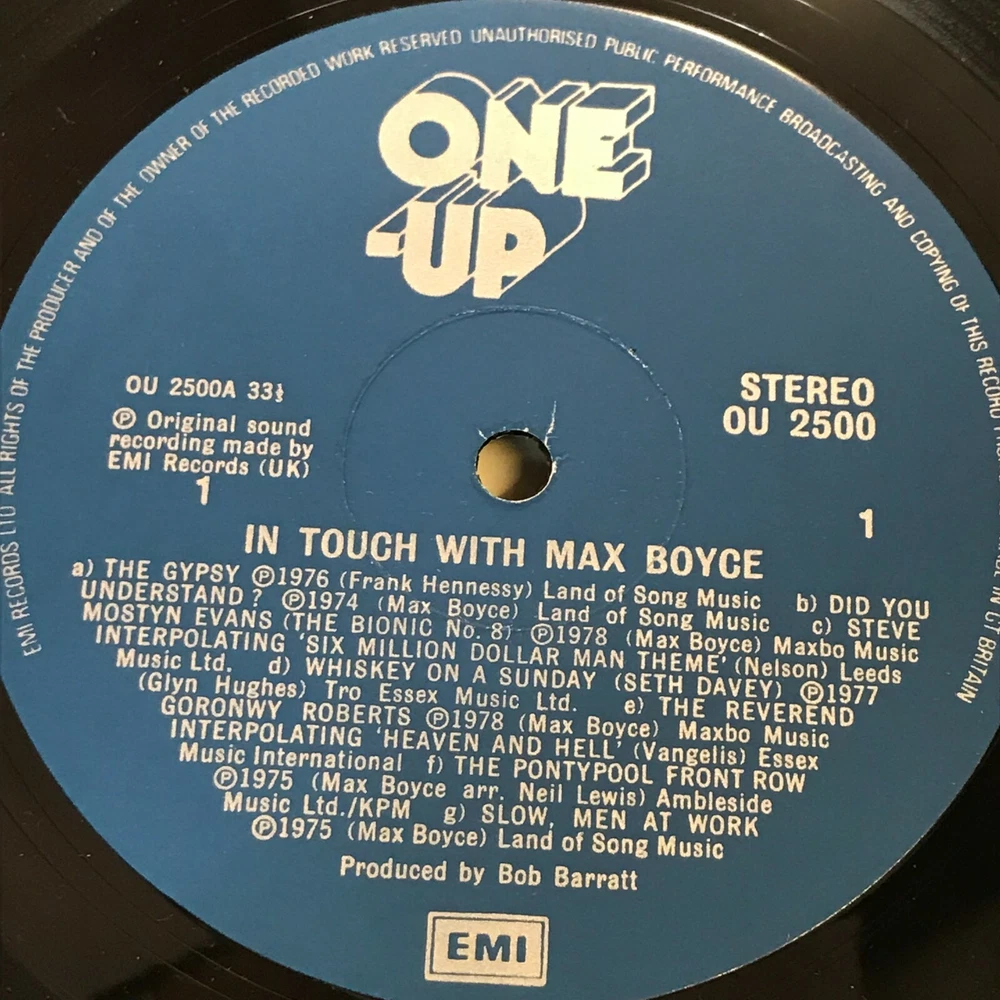 EMI RECORDS LTD ALL RIGHTS OF THE PRODUCER AND OF THE OWNER OF THE RECORDED WORK RESERVED UNAUTHORISED PUBLIC PERFORMANCE BROADCASTING AND COPYING OF THIS RECORD IN GT BRITAIN
ONE
UP
OU 2500A 33⅓
℗ Original sound
recording made by
EMI Records (UK)
1
STEREO
OU 2500
1
IN TOUCH WITH MAX BOYCE
a) THE GYPSY ℗1976 (Frank Hennessy) Land of Song Music b) DID YOU
UNDERSTAND? ℗1974 (Max Boyce) Land of Song Music c) STEVE
MOSTYN EVANS (THE BIONIC No. 8) ℗1978 (Max Boyce) Maxbo Music
INTERPOLATING 'SIX MILLION DOLLAR MAN THEME' (Nelson) Leeds
Music Ltd. d) WHISKEY ON A SUNDAY (SETH DAVEY) ℗1977
(Glyn Hughes) Tro Essex Music Ltd. e) THE REVEREND
GORONWY ROBERTS ℗1978 (Max Boyce) Maxbo Music
INTERPOLATING 'HEAVEN AND HELL' (Vangelis) Essex
Music International f) THE PONTYPOOL FRONT ROW
℗1975 (Max Boyce arr. Neil Lewis) Ambleside
Music Ltd./KPM g) SLOW, MEN AT WORK
℗1975 (Max Boyce) Land of Song Music
Produced by Bob Barratt
EMI